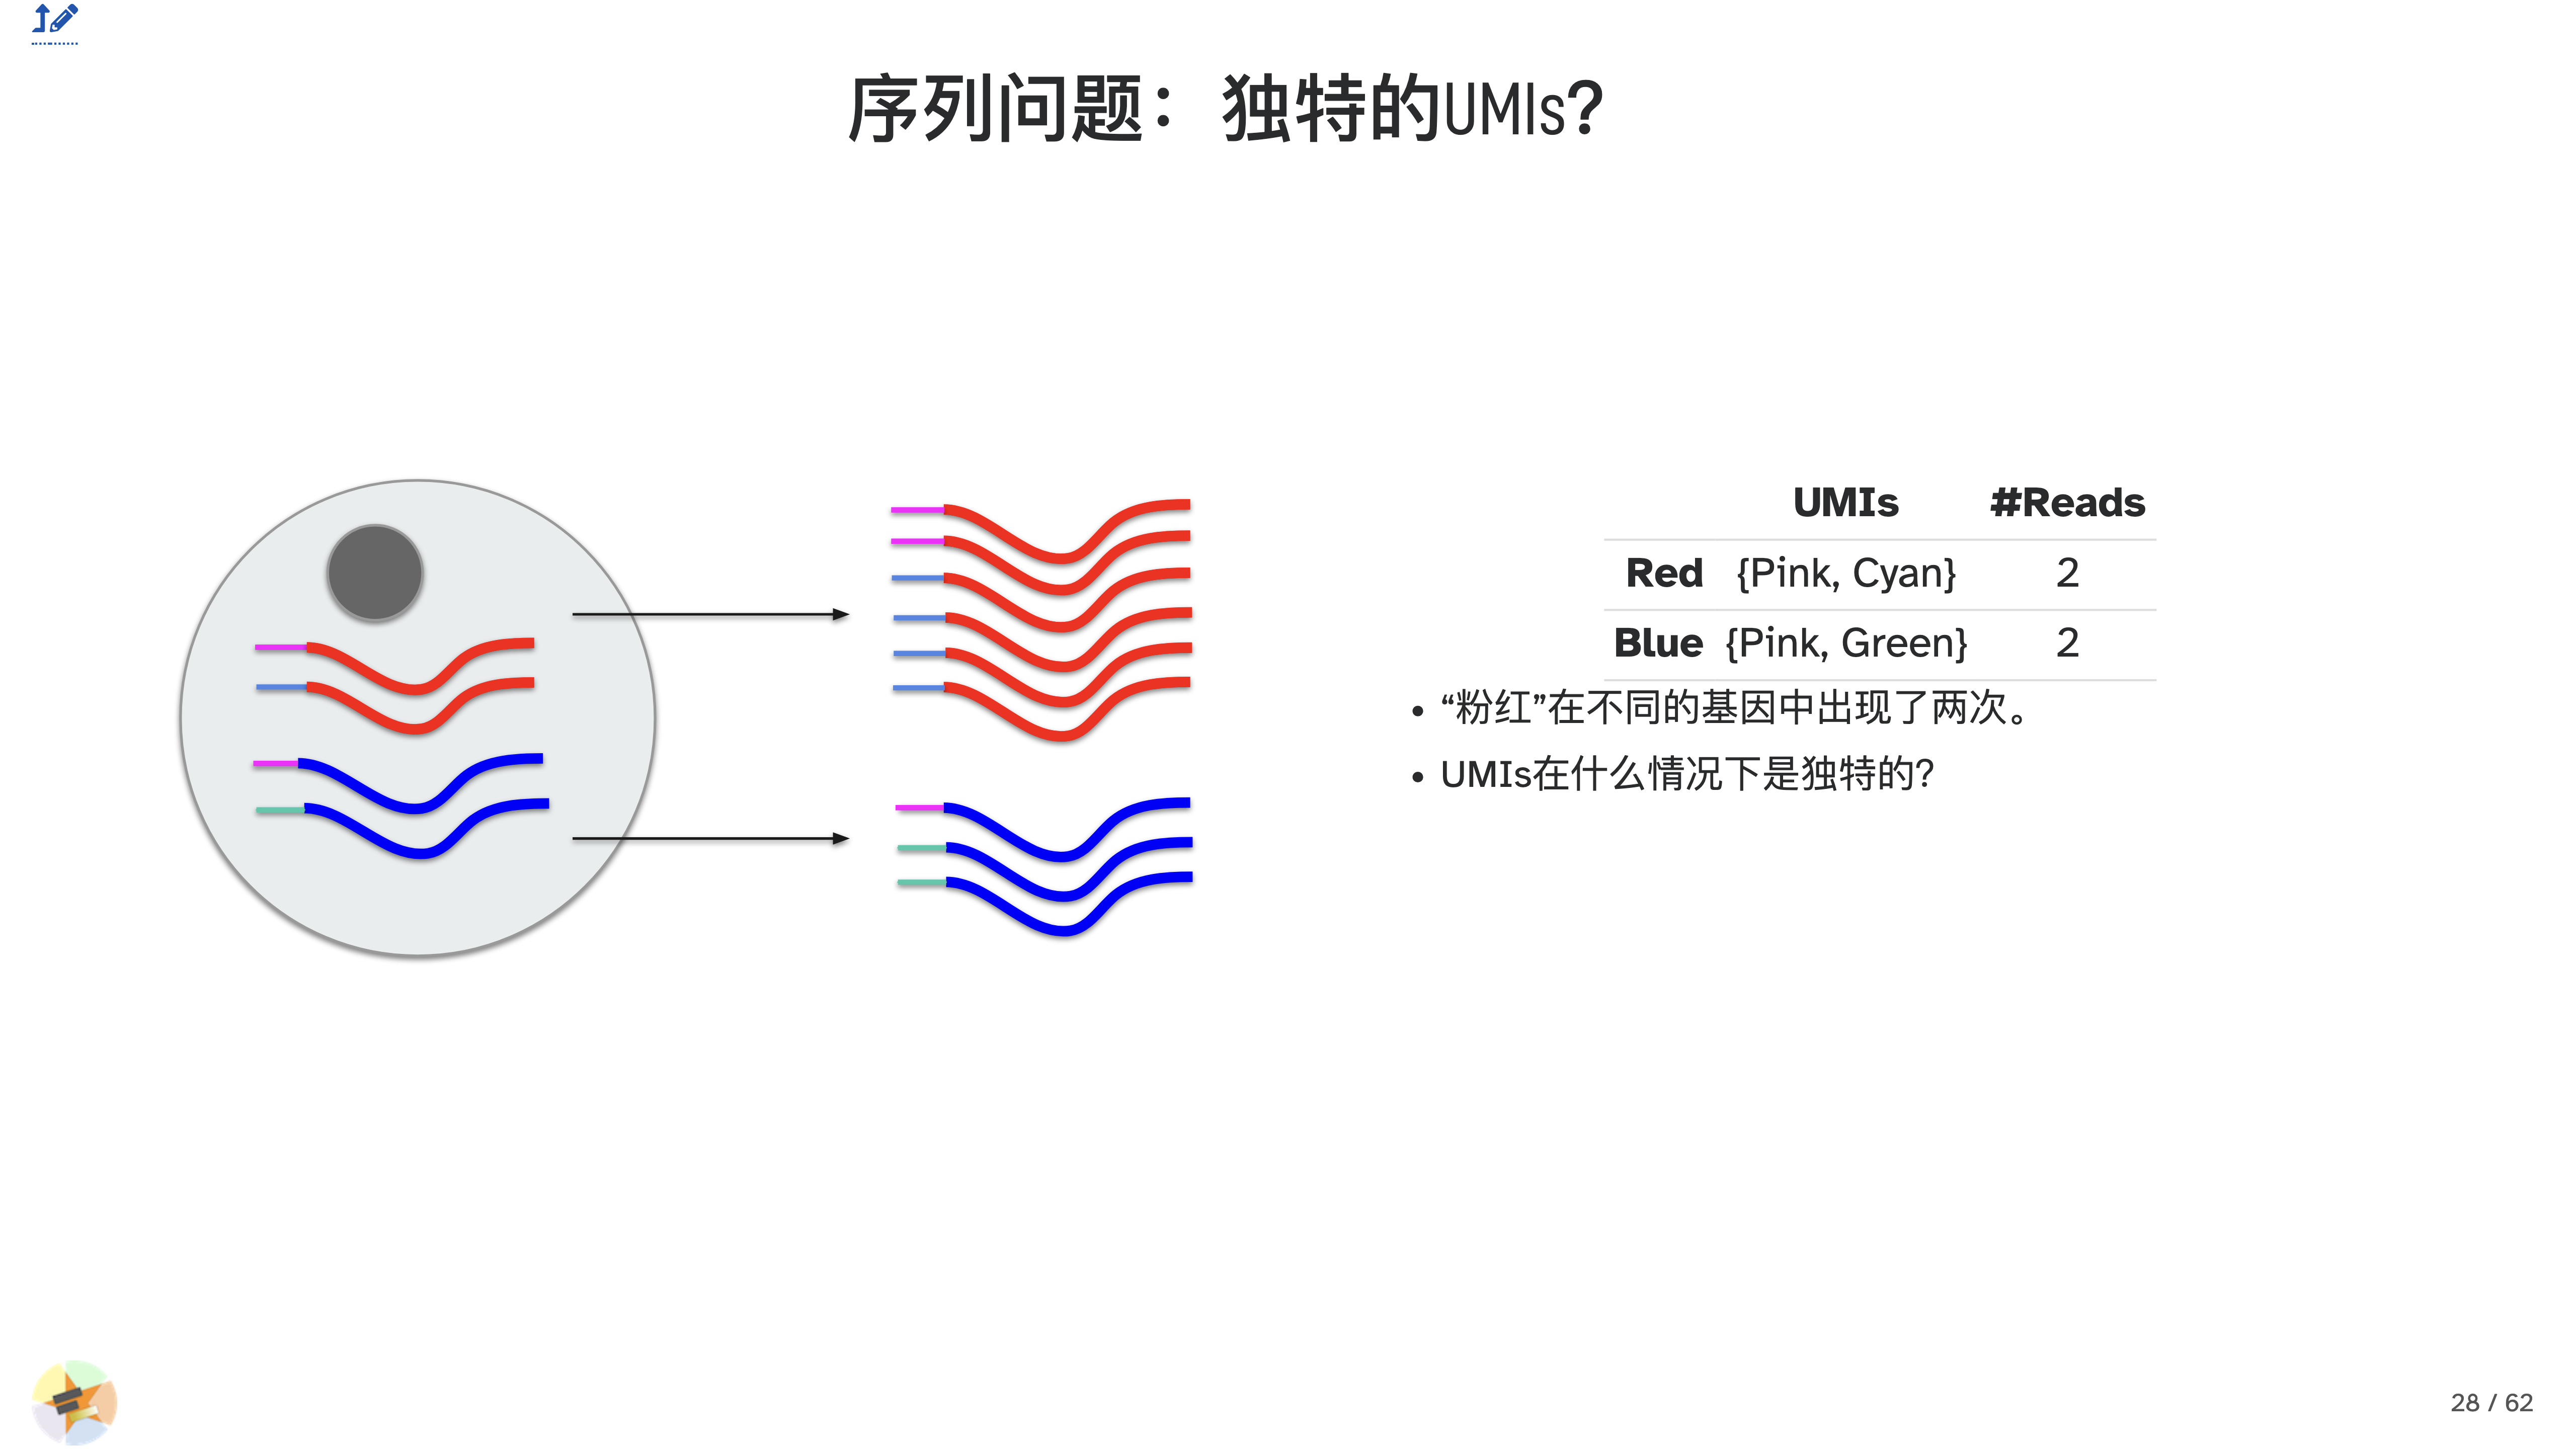 序列问题：独特的UMIs?
UMIs #Reads
Red {Pink, Cyan} 2
Blue {Pink, Green} 2
“粉红”在不同的基因中出现了两次。
UMIs在什么情况下是独特的?
28 / 62